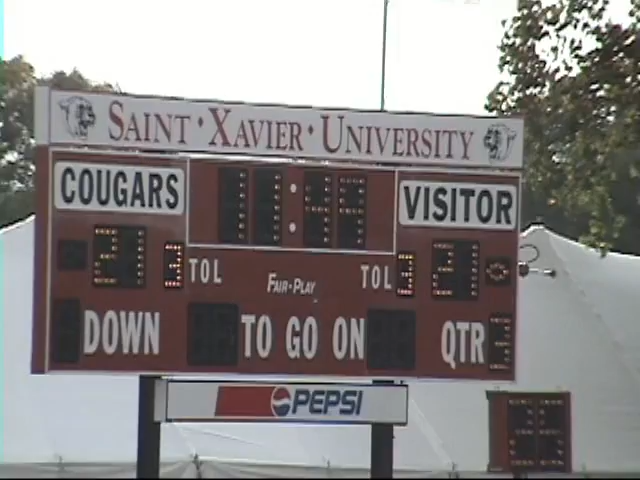 SAINT • XAVIER • UNIVERSITY
COUGARS
VISITOR
TOL
TOL
FAIR-PLAY
DOWN
TO GO ON
QTR
PEPSI